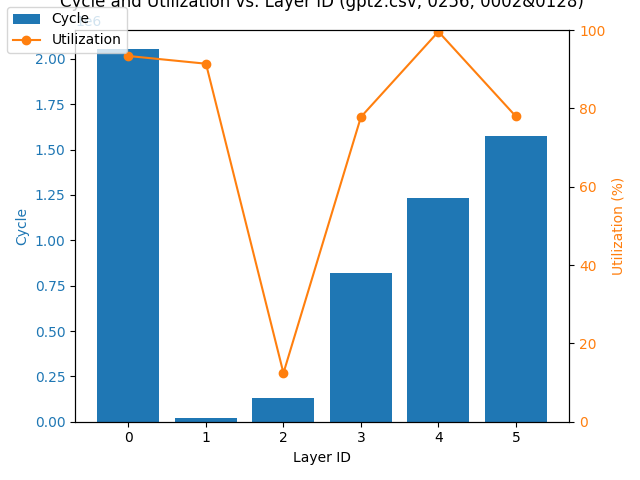 Cycle and Utilization vs. Layer ID (gpt2.csv, 0256, 0002&0128)
1e6
Cycle
Utilization
2.00
1.75
1.50
1.25
1.00
0.75
0.50
0.25
0.00
Cycle
100
80
60
40
20
0
Utilization (%)
0 1 2 3 4 5
Layer ID